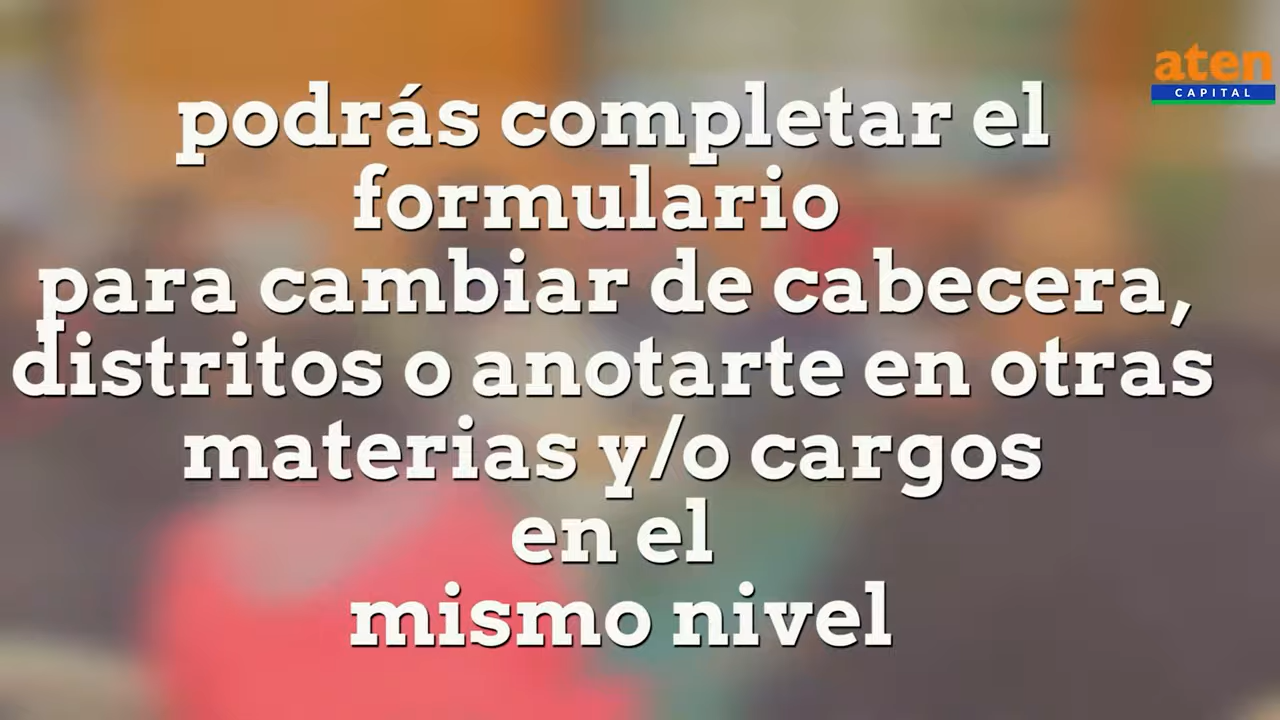 aten
CAPITAL
podrás completar el
formulario
para cambiar de cabecera,
distritos o anotarte en otras
materias y/o cargos
en el
mismo nivel